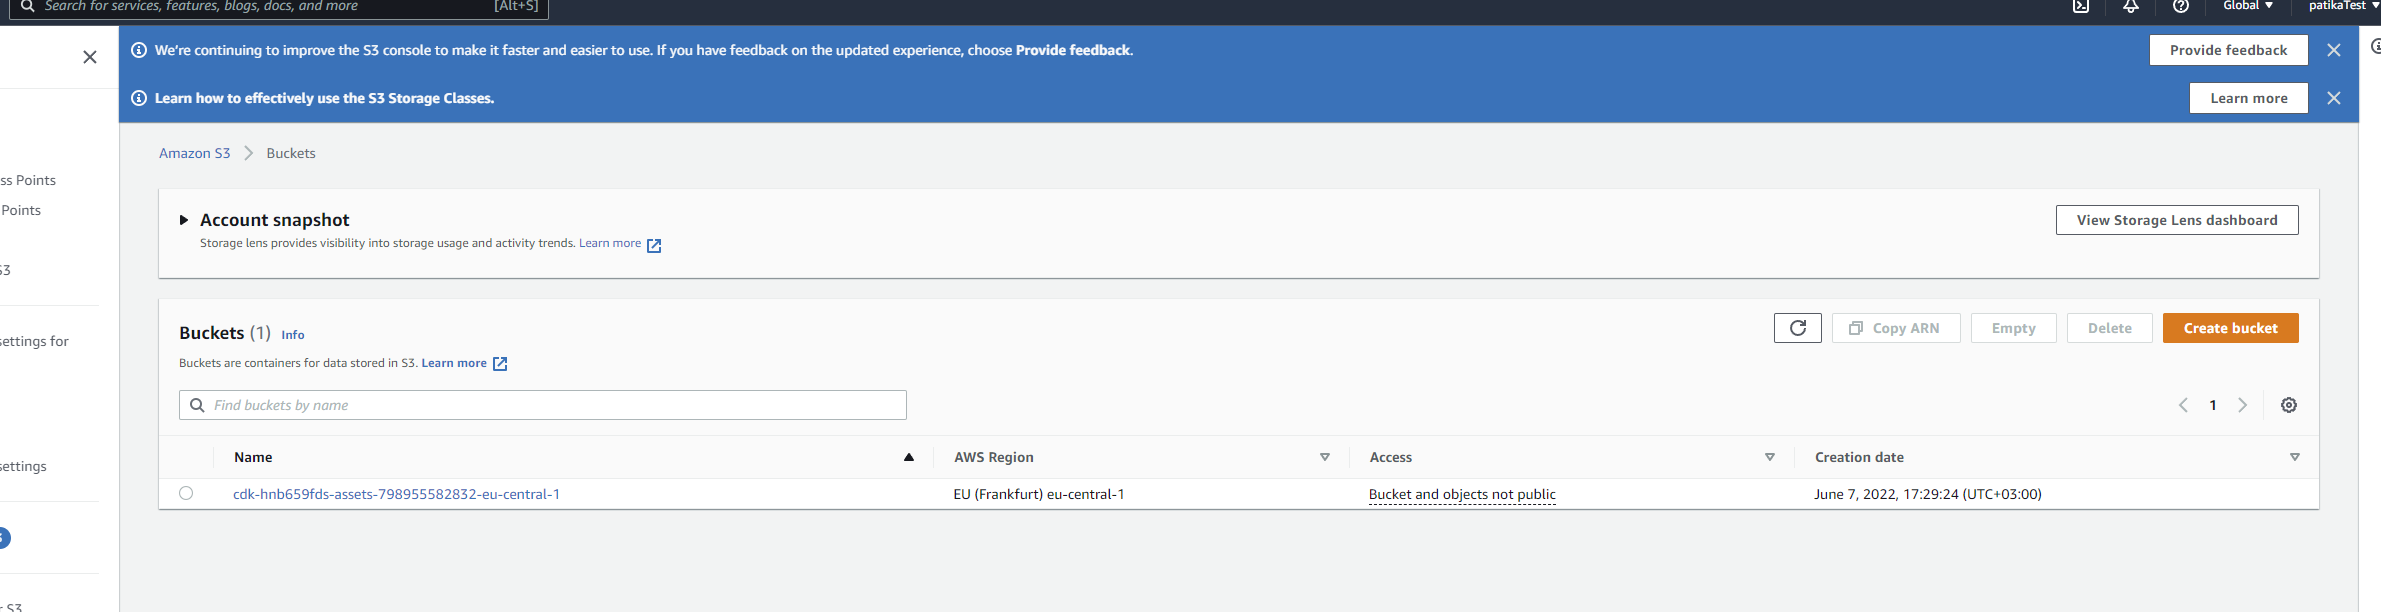 Search for services, features, blogs, docs, and more [Alt+S] Global patikaTest
We're continuing to improve the S3 console to make it faster and easier to use. If you have feedback on the updated experience, choose Provide feedback. Provide feedback
Learn how to effectively use the S3 Storage Classes. Learn more
Amazon S3 Buckets
ss Points
Points
S3
settings for
settings
r S3
Account snapshot View Storage Lens dashboard
Storage lens provides visibility into storage usage and activity trends. Learn more
Buckets (1) Info Copy ARN Empty Delete Create bucket
Buckets are containers for data stored in S3. Learn more
Find buckets by name 1
Name AWS Region Access Creation date
cdk-hnb659fds-assets-798955582832-eu-central-1 EU (Frankfurt) eu-central-1 Bucket and objects not public June 7, 2022, 17:29:24 (UTC+03:00)